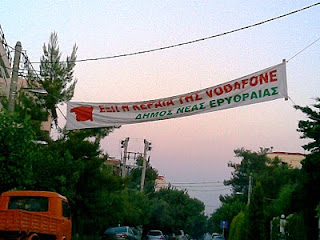 ΕΞΩ Η ΚΕΡΑΙΑ ΤΗΣ VODAFONE
ΔΗΜΟΣ ΝΕΑΣ ΕΡΥΘΡΑΙΑΣ